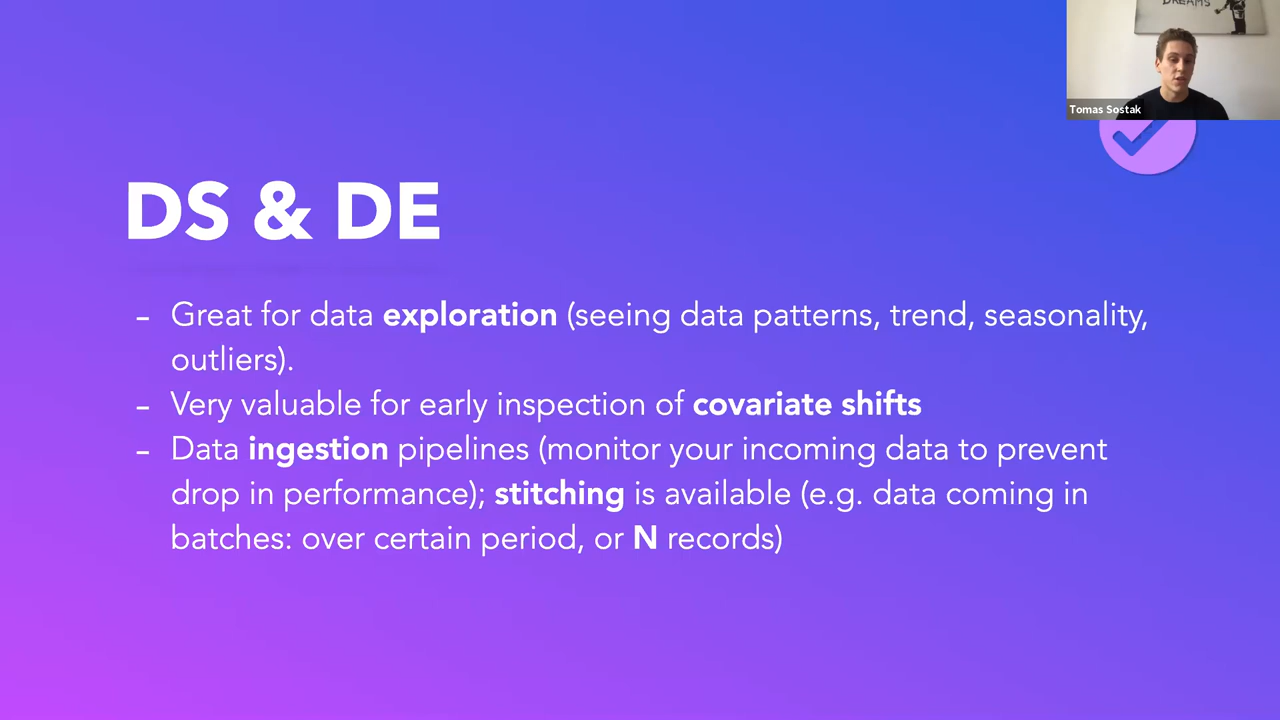 DREAMS
Tomas Sostak
DS & DE
- Great for data exploration (seeing data patterns, trend, seasonality,
outliers).
- Very valuable for early inspection of covariate shifts
- Data ingestion pipelines (monitor your incoming data to prevent
drop in performance); stitching is available (e.g. data coming in
batches: over certain period, or N records)